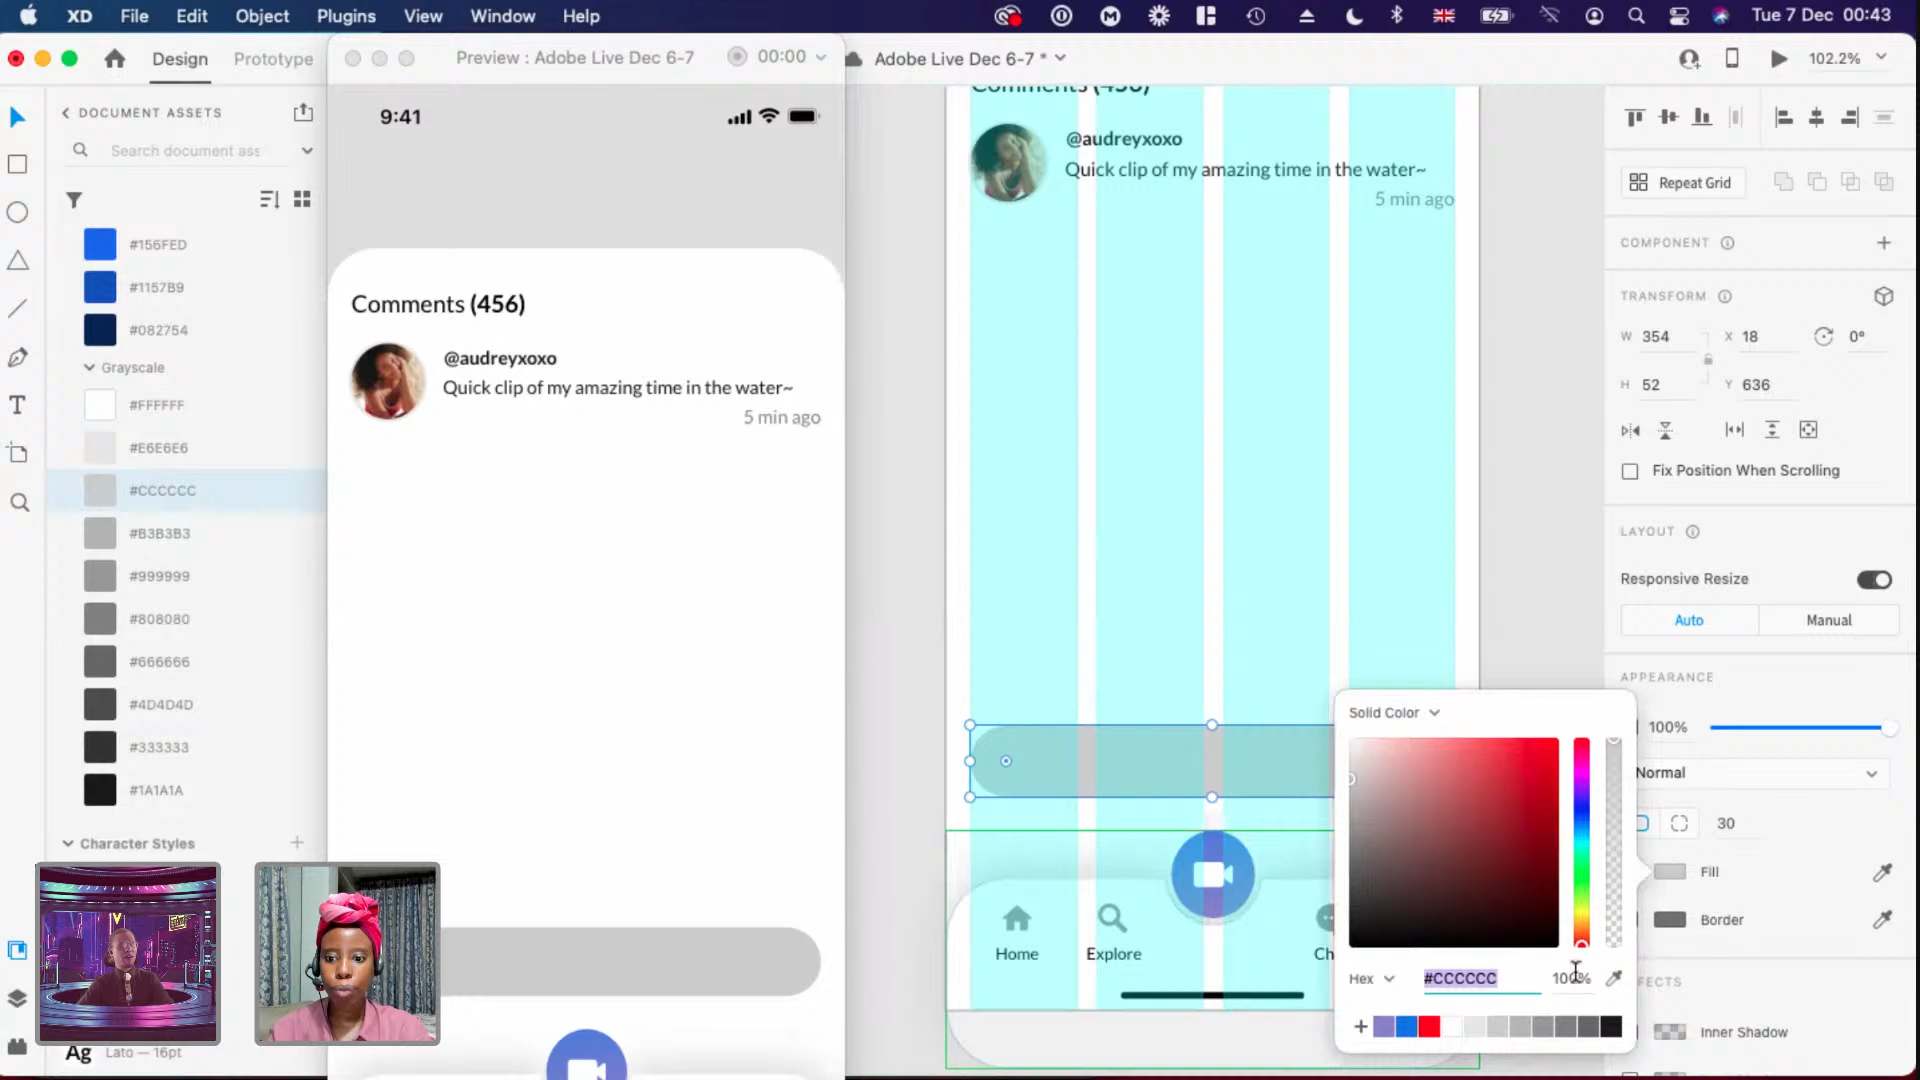 XD File Edit Object Plugins View Window Help Tue 7 Dec 00:43
Design Prototype Preview : Adobe Live Dec 6-7 00:00 Adobe Live Dec 6-7 * 102.2%
DOCUMENT ASSETS
Search document ass
#156FED
#1157B9
#082754
Grayscale
#FFFFFF
#E6E6E6
#CCCCCC
#B3B3B3
#999999
#808080
#666666
#4D4D4D
#333333
#1A1A1A
Character Styles
Ag Lato — 16pt
9:41
Comments (456)
@audreyxoxo
Quick clip of my amazing time in the water~
5 min ago
Comments (456)
@audreyxoxo
Quick clip of my amazing time in the water~
5 min ago
Home Explore Ch
Solid Color
Hex #CCCCCC 100%
Repeat Grid
COMPONENT
TRANSFORM
W 354 X 18 0°
H 52 Y 636
Fix Position When Scrolling
LAYOUT
Responsive Resize
Auto Manual
APPEARANCE
100%
Normal
30
Fill
Border
FECTS
Inner Shadow